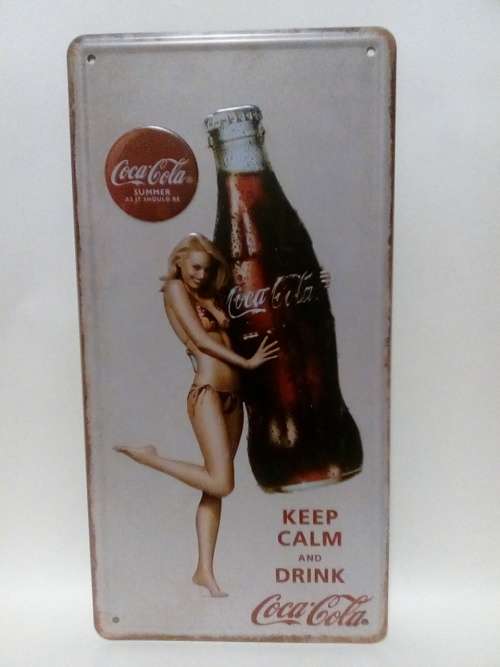 Coca-Cola
SUMMER
AS IT SHOULD BE
Coca-Cola
KEEP
CALM
AND
DRINK
Coca-Cola